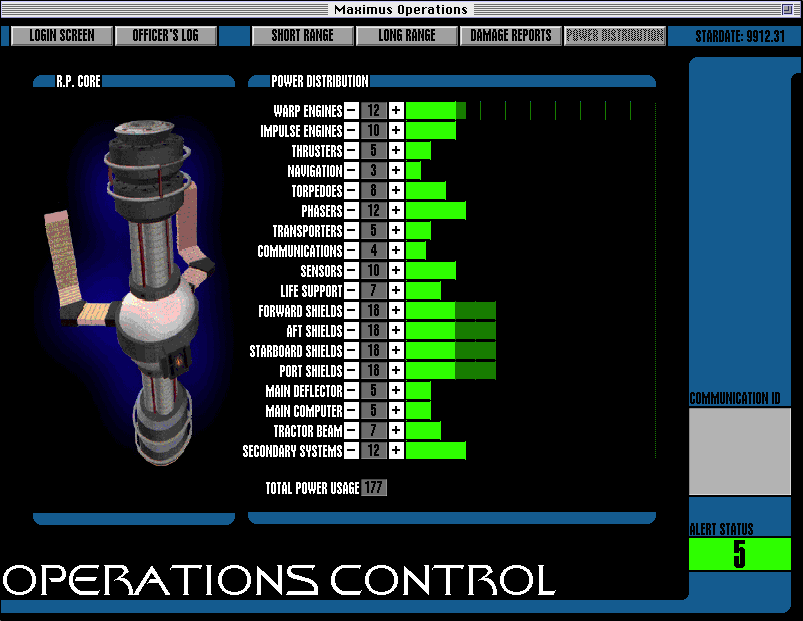 Maximus Operations
LOGIN SCREEN OFFICER'S LOG SHORT RANGE LONG RANGE DAMAGE REPORTS POWER DISTRIBUTION STARDATE: 9912.31
R.P. CORE POWER DISTRIBUTION
WARP ENGINES − 12 +
IMPULSE ENGINES − 10 +
THRUSTERS − 5 +
NAVIGATION − 3 +
TORPEDOES − 8 +
PHASERS − 12 +
TRANSPORTERS − 5 +
COMMUNICATIONS − 4 +
SENSORS − 10 +
LIFE SUPPORT − 7 +
FORWARD SHIELDS − 18 +
AFT SHIELDS − 18 +
STARBOARD SHIELDS − 18 +
PORT SHIELDS − 18 +
MAIN DEFLECTOR − 5 +
MAIN COMPUTER − 5 +
TRACTOR BEAM − 7 +
SECONDARY SYSTEMS − 12 +
TOTAL POWER USAGE 177
COMMUNICATION ID
ALERT STATUS
5
OPERATIONS CONTROL